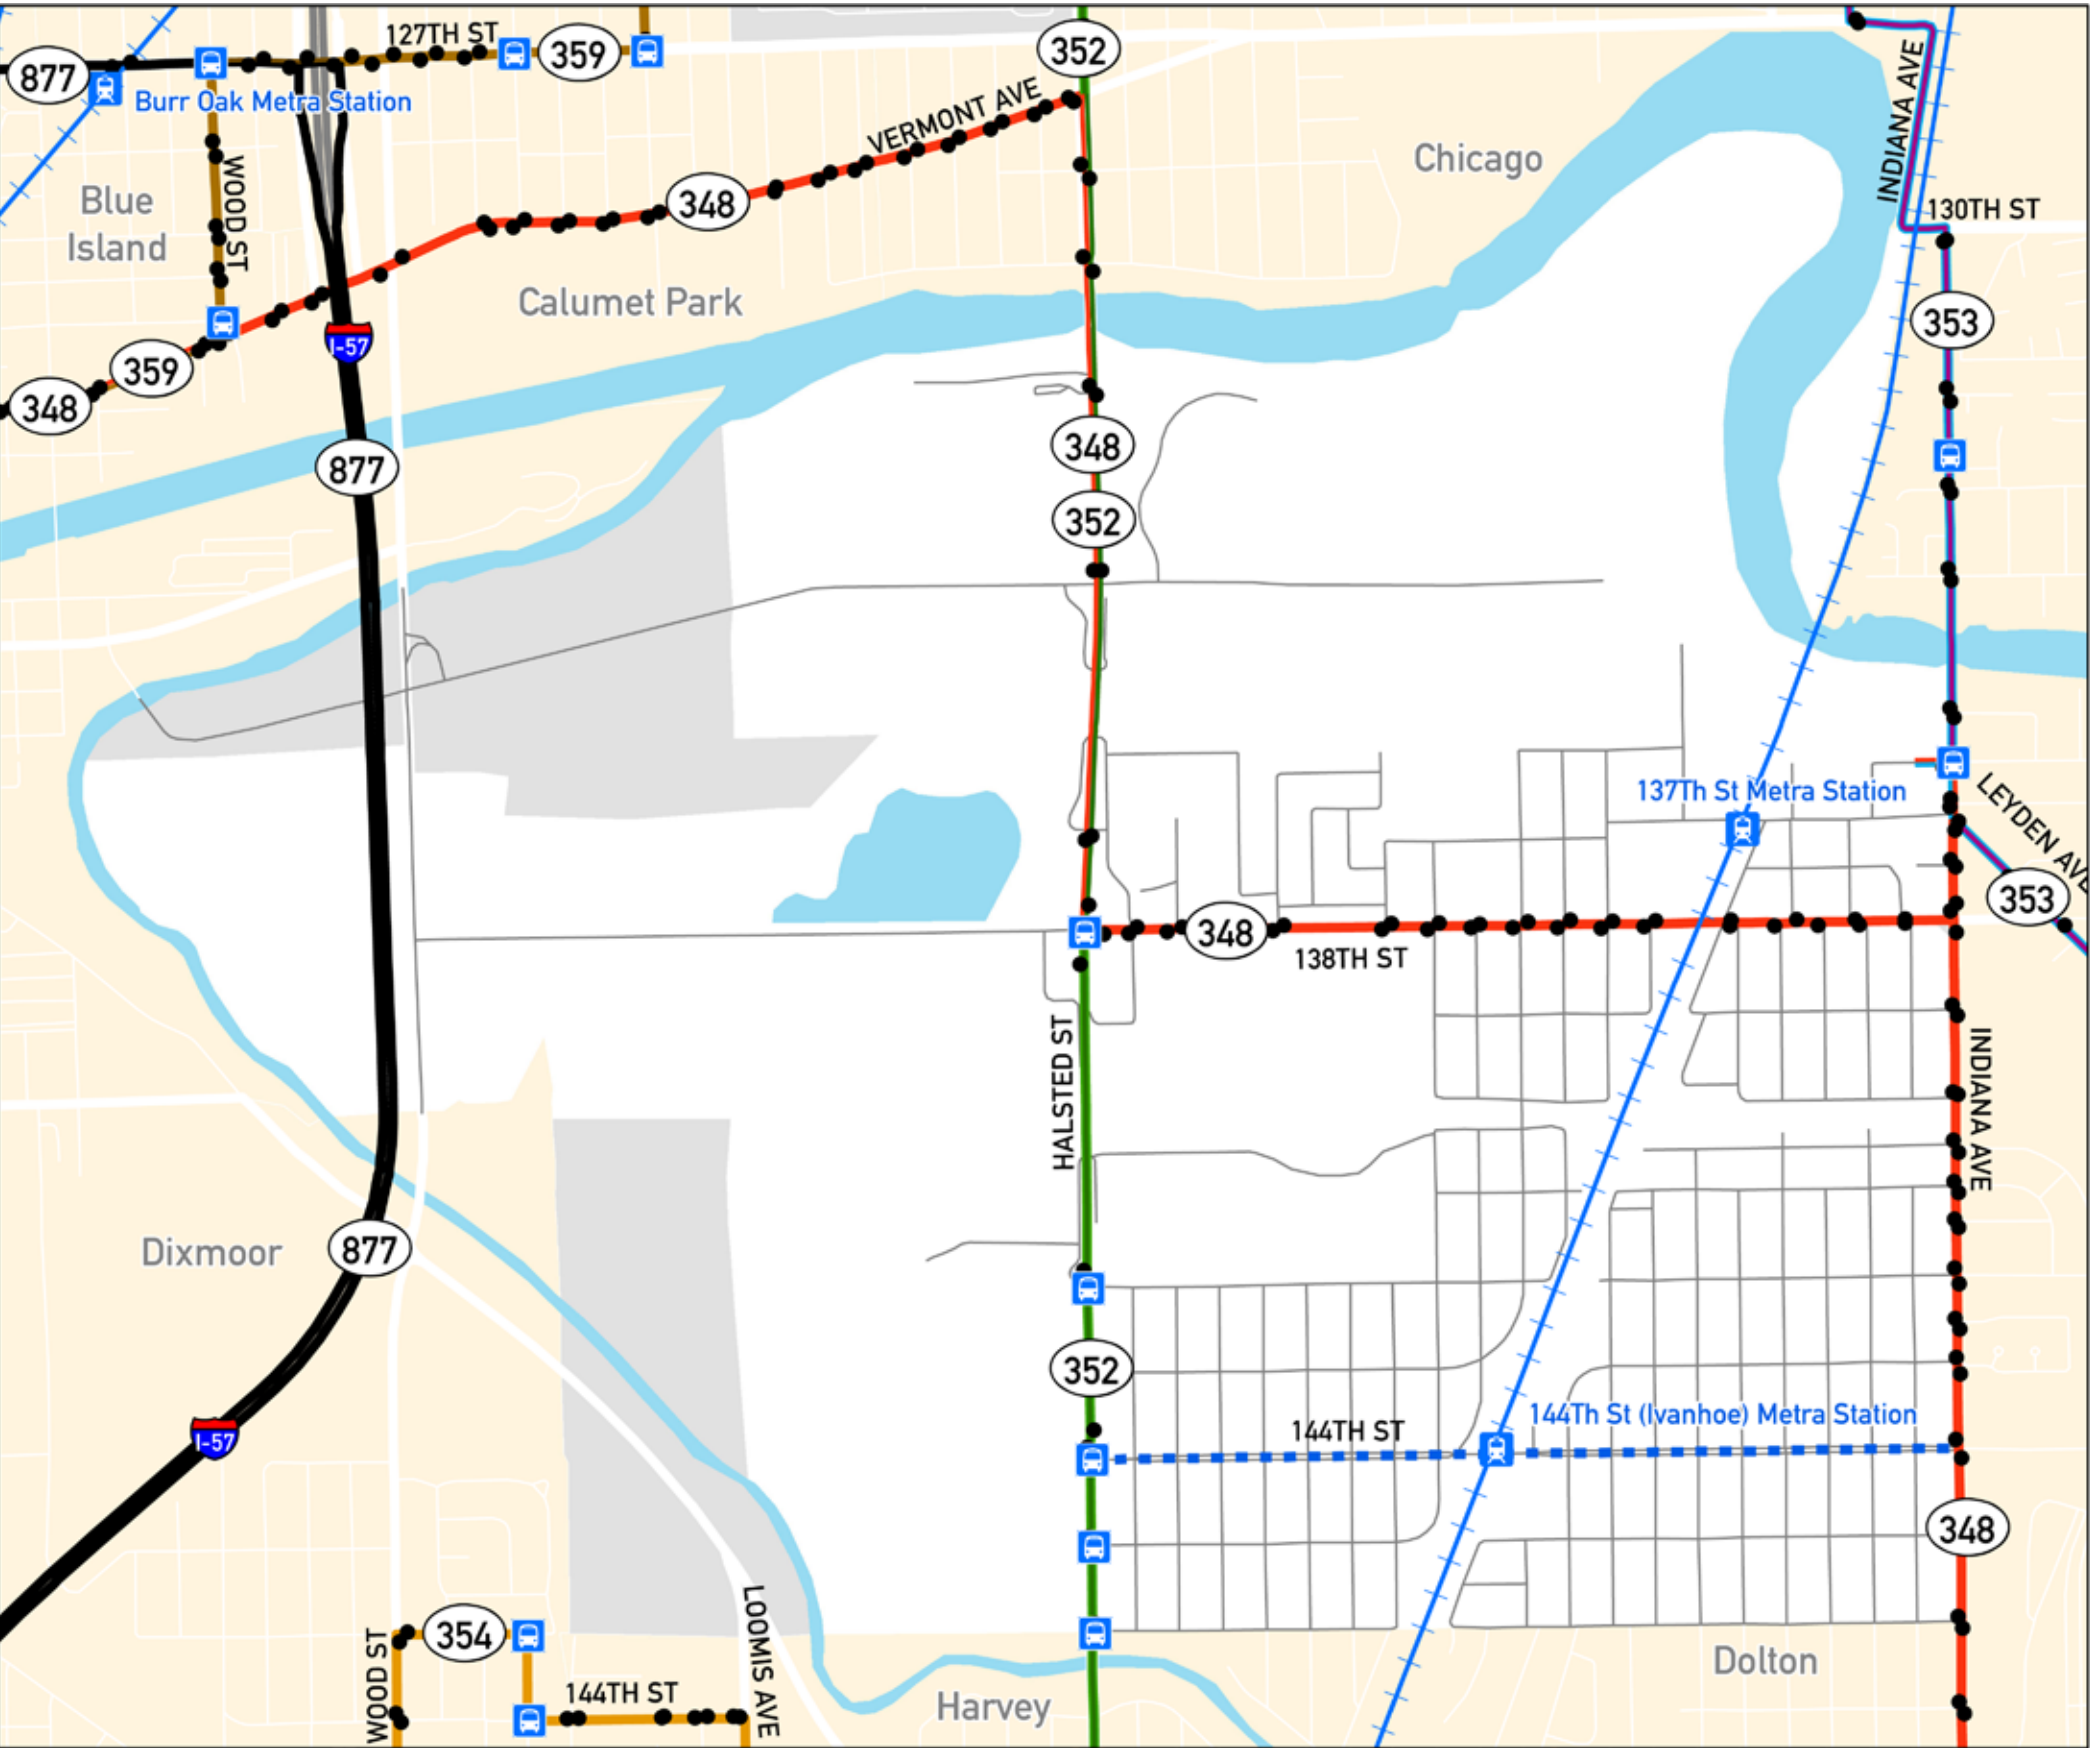 127TH ST
359
352
877
Burr Oak Metra Station
VERMONT AVE
INDIANA AVE
Chicago
WOOD ST
Blue
Island
348
130TH ST
Calumet Park
353
I-57
359
348
348
877
352
137Th St Metra Station
LEYDEN AVE
353
348
138TH ST
HALSTED ST
INDIANA AVE
Dixmoor
877
352
144Th St (Ivanhoe) Metra Station
144TH ST
I-57
348
354
WOOD ST
LOOMIS AVE
144TH ST
Harvey
Dolton